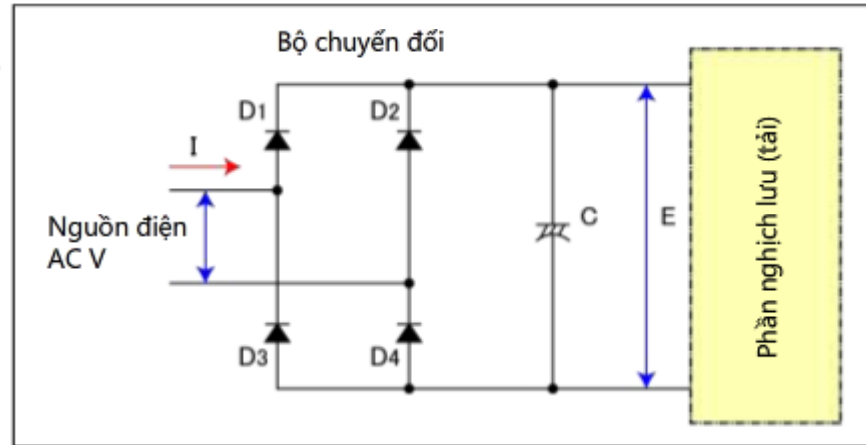 Bộ chuyển đổi
D1
D2
I
Nguồn điện
AC V
C
E
D3
D4
Phần nghịch lưu (tải)